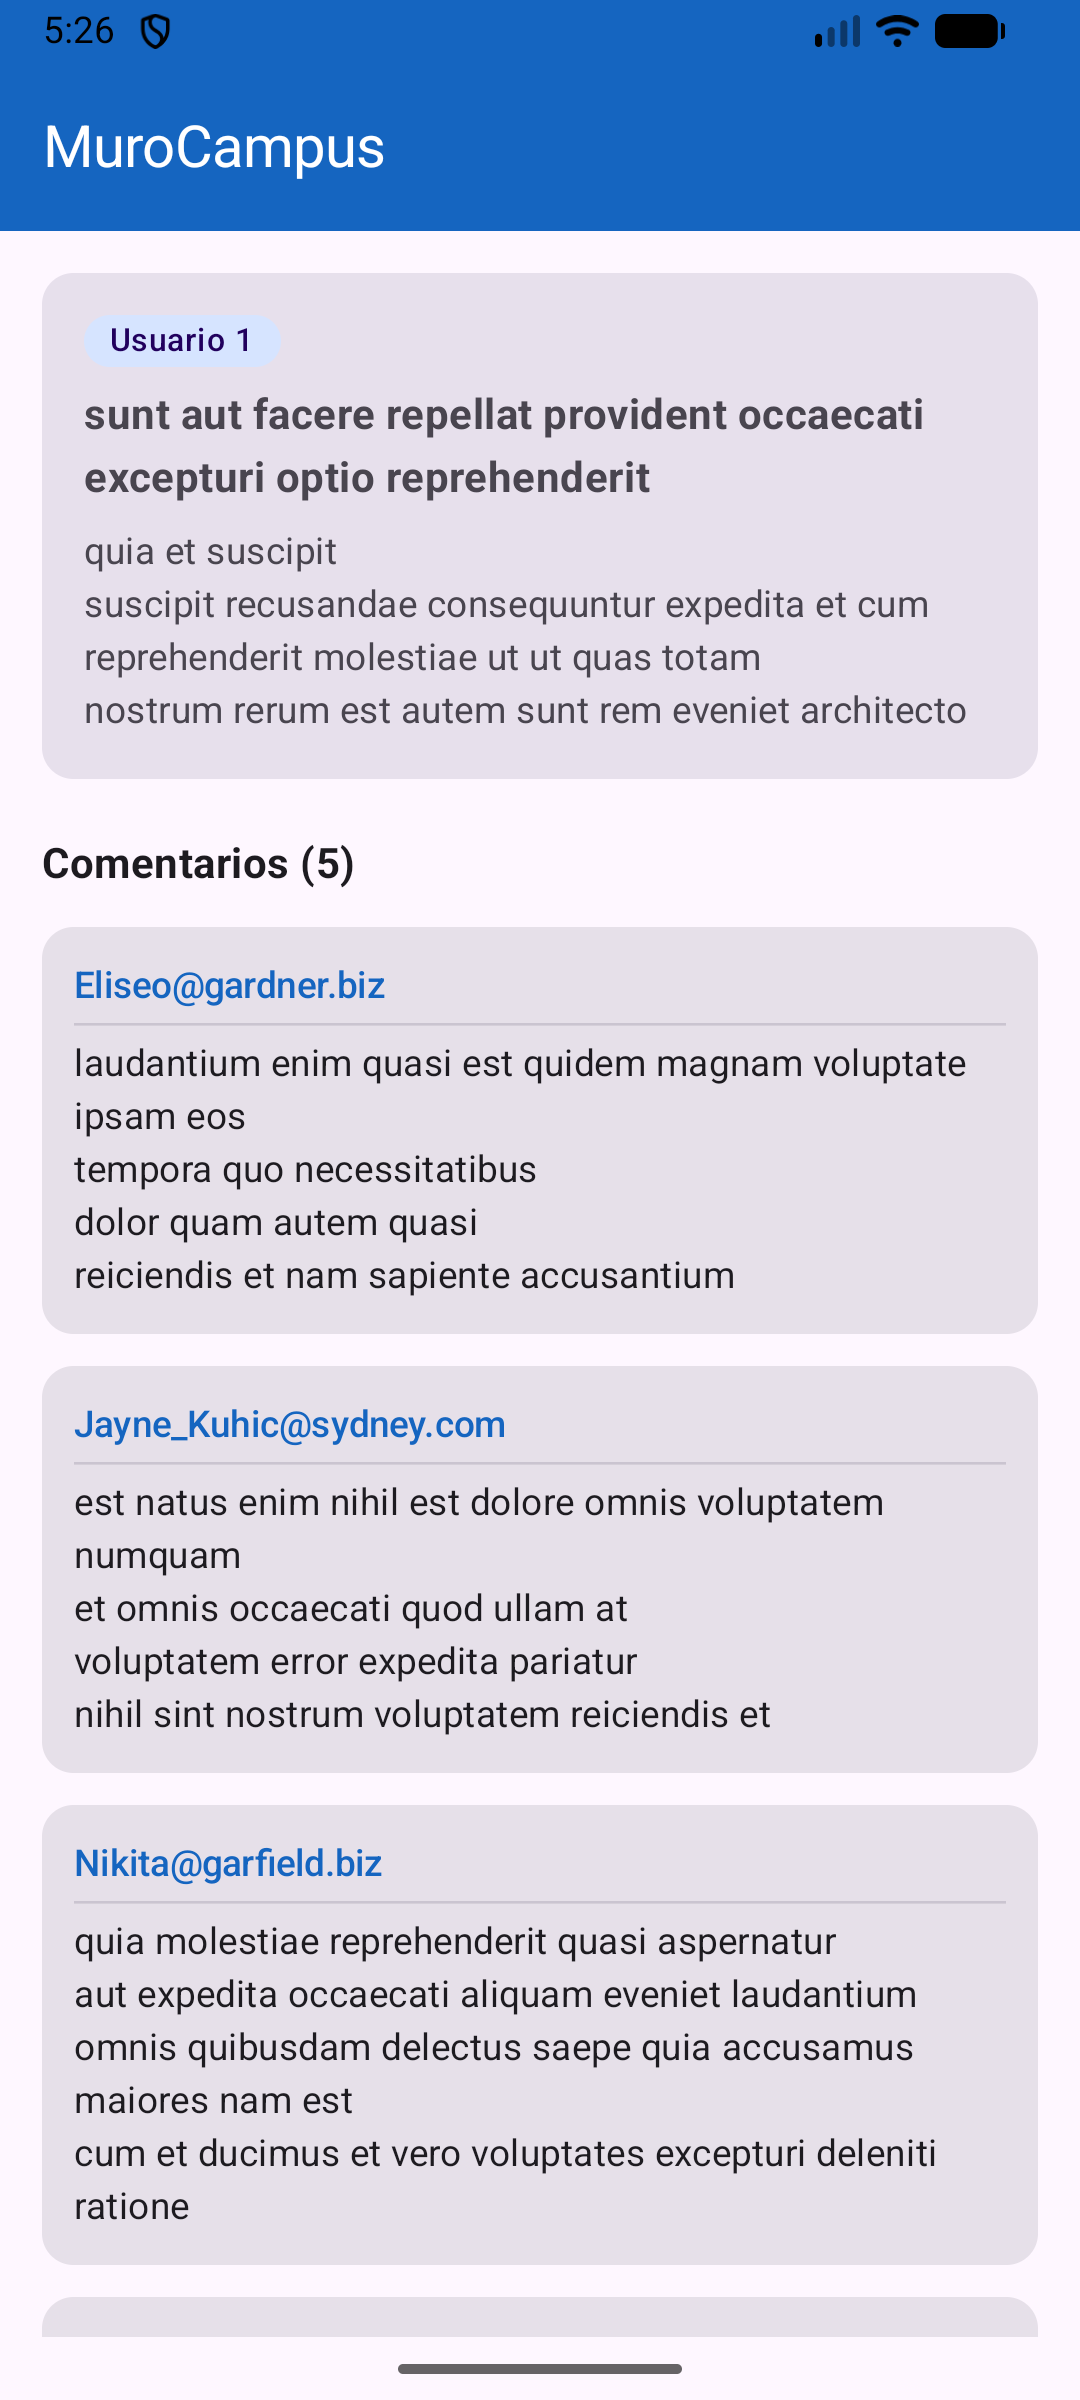 5:26
MuroCampus
Usuario 1
sunt aut facere repellat provident occaecati
excepturi optio reprehenderit
quia et suscipit
suscipit recusandae consequuntur expedita et cum
reprehenderit molestiae ut ut quas totam
nostrum rerum est autem sunt rem eveniet architecto
Comentarios (5)
Eliseo@gardner.biz
laudantium enim quasi est quidem magnam voluptate
ipsam eos
tempora quo necessitatibus
dolor quam autem quasi
reiciendis et nam sapiente accusantium
Jayne_Kuhic@sydney.com
est natus enim nihil est dolore omnis voluptatem
numquam
et omnis occaecati quod ullam at
voluptatem error expedita pariatur
nihil sint nostrum voluptatem reiciendis et
Nikita@garfield.biz
quia molestiae reprehenderit quasi aspernatur
aut expedita occaecati aliquam eveniet laudantium
omnis quibusdam delectus saepe quia accusamus
maiores nam est
cum et ducimus et vero voluptates excepturi deleniti
ratione